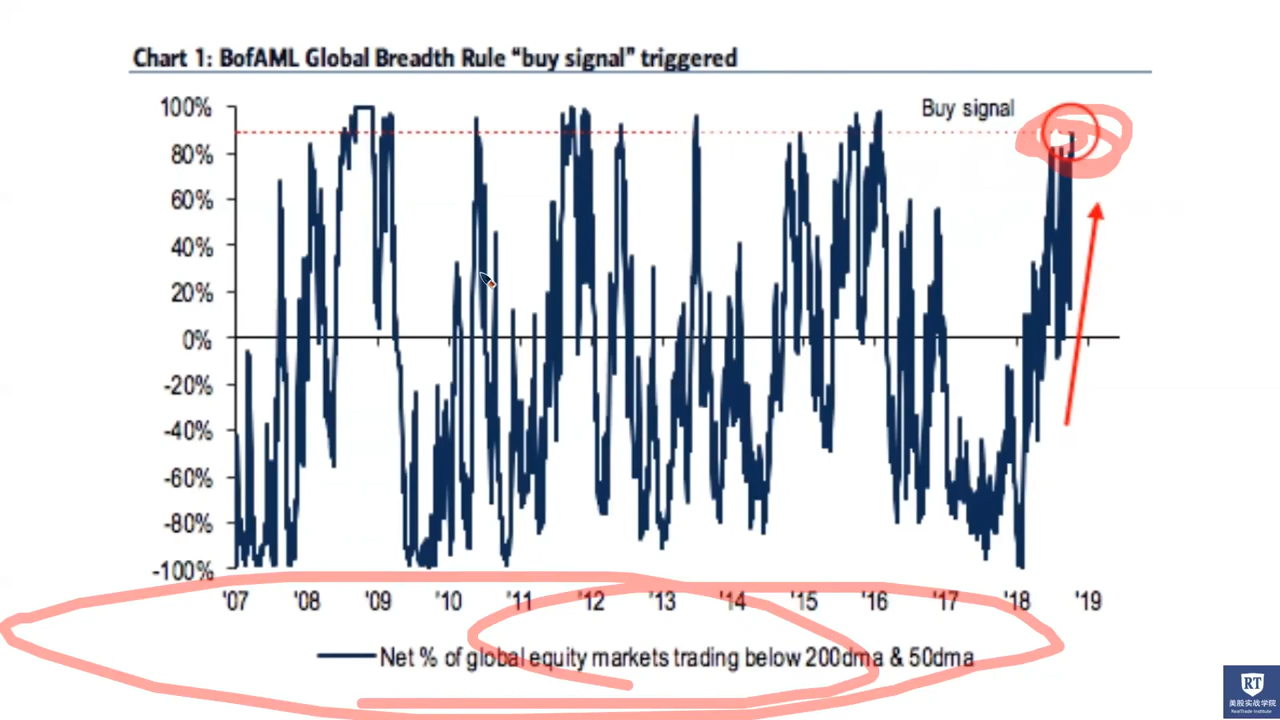 Chart 1: BofAML Global Breadth Rule “buy signal” triggered
100%
Buy signal
80%
60%
40%
20%
0%
-20%
-40%
-60%
-80%
-100%
'07 '08 '09 '10 '11 '12 '13 '14 '15 '16 '17 '18 '19
Net % of global equity markets trading below 200dma & 50dma
RT
美股实战学院
RealTrade Institute